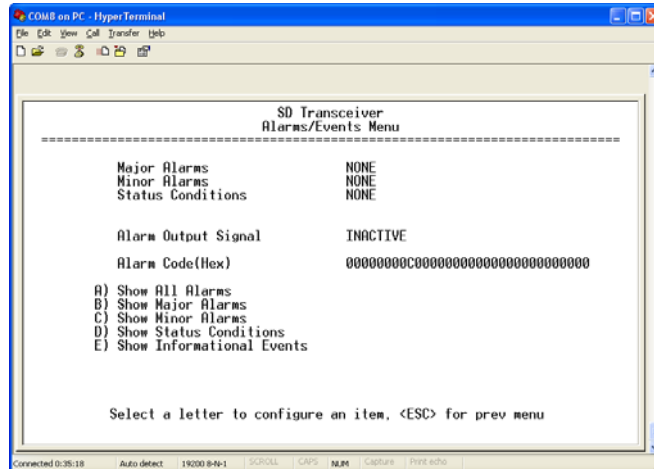 COM8 on PC - HyperTerminal
File Edit View Call Transfer Help
SD Transceiver
Alarms/Events Menu
Major Alarms NONE
Minor Alarms NONE
Status Conditions NONE
Alarm Output Signal INACTIVE
Alarm Code(Hex) 00000000C00000000000000000000000
A) Show All Alarms
B) Show Major Alarms
C) Show Minor Alarms
D) Show Status Conditions
E) Show Informational Events
Select a letter to configure an item, <ESC> for prev menu
Connected 0:35:18 Auto detect 19200 8-N-1 SCROLL CAPS NUM Capture Print echo